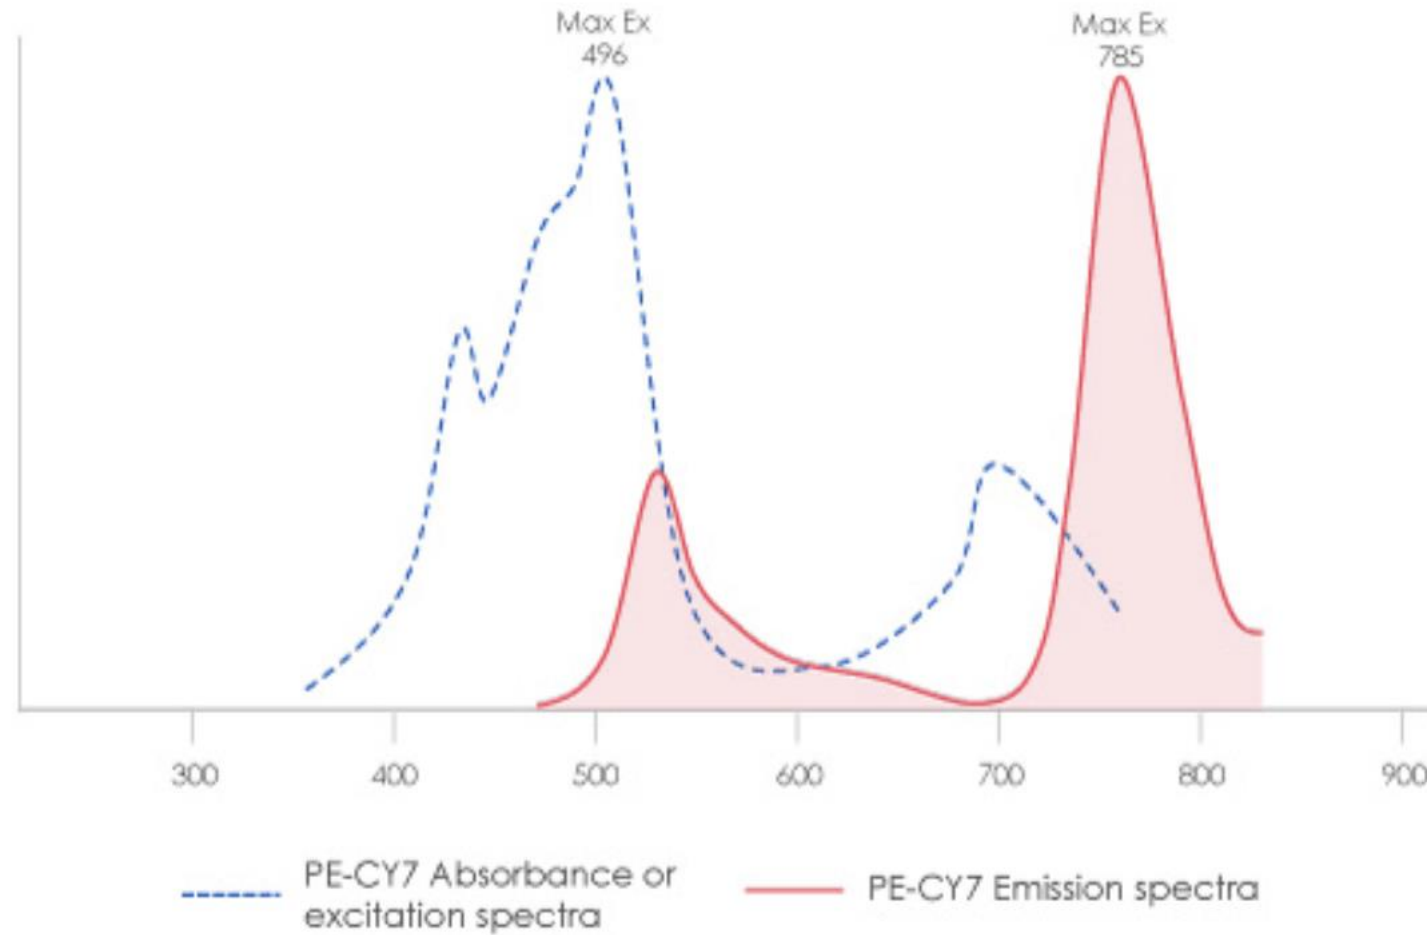 Max Ex
496
Max Ex
785
300 400 500 600 700 800 900
PE-CY7 Absorbance or
excitation spectra
PE-CY7 Emission spectra